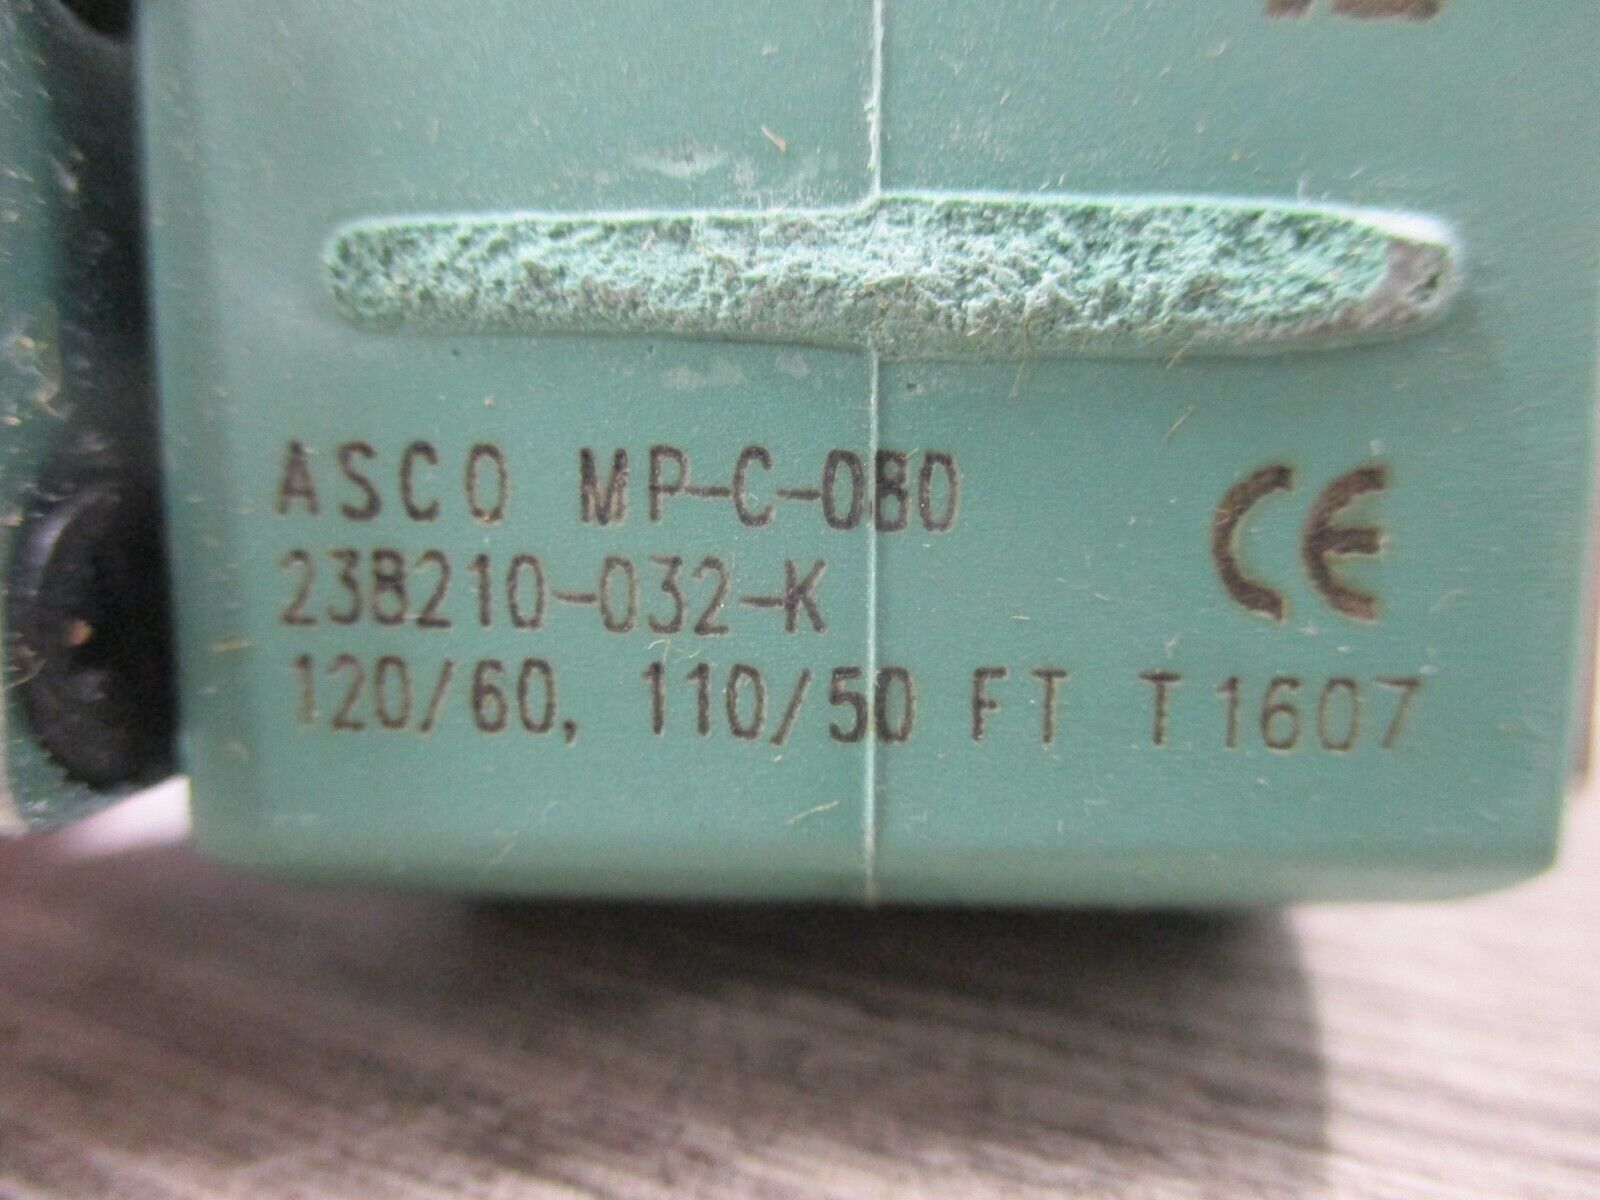 ASCO MP-C-080
238210-032-K
120/60, 110/50 FT T1607
CE